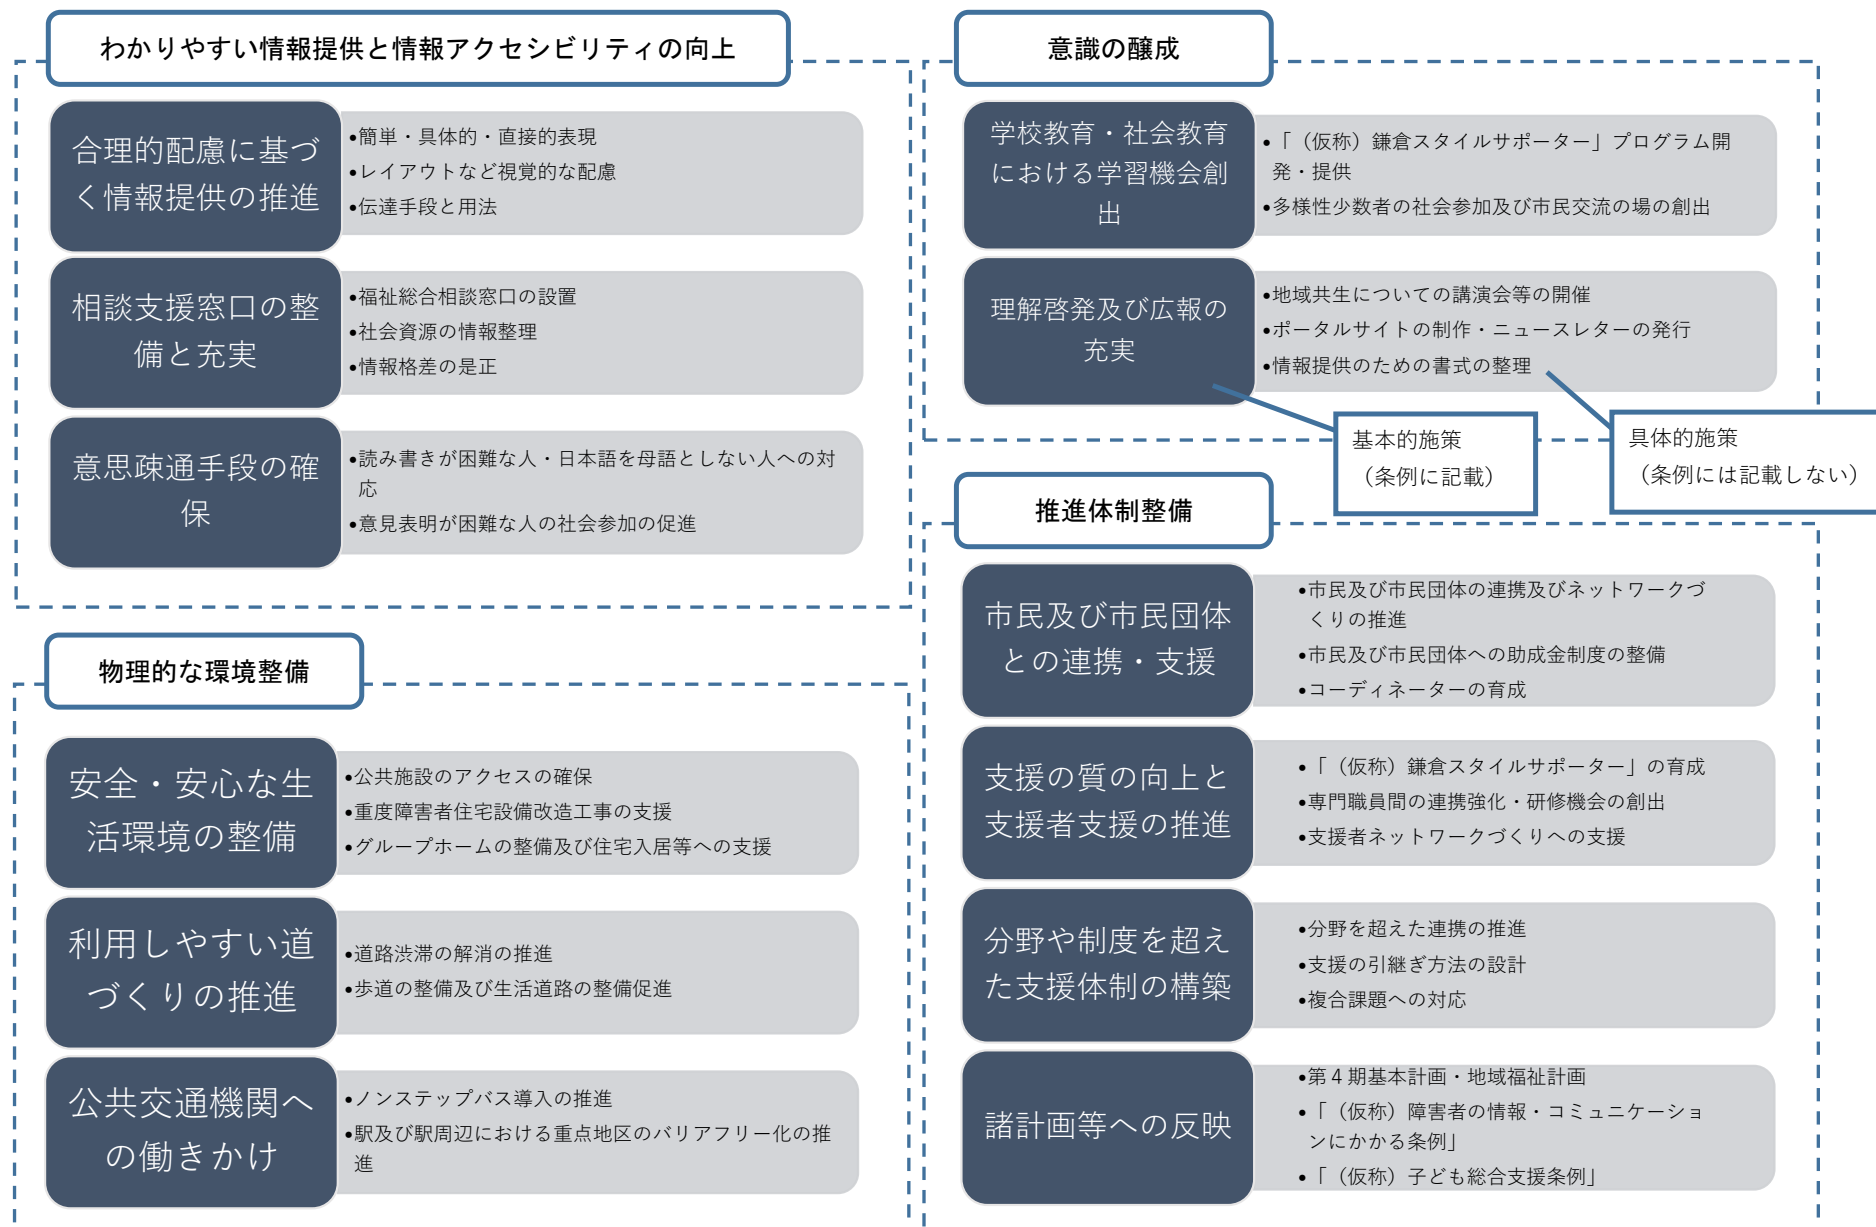 わかりやすい情報提供と情報アクセシビリティの向上
合理的配慮に基づ
く情報提供の推進
•簡単・具体的・直接的表現
•レイアウトなど視覚的な配慮
•伝達手段と用法
相談支援窓口の整
備と充実
•福祉総合相談窓口の設置
•社会資源の情報整理
•情報格差の是正
意思疎通手段の確
保
•読み書きが困難な人・日本語を母語としない人への対
応
•意見表明が困難な人の社会参加の促進
物理的な環境整備
安全・安心な生
活環境の整備
•公共施設のアクセスの確保
•重度障害者住宅設備改造工事の支援
•グループホームの整備及び住宅入居等への支援
利用しやすい道
づくりの推進
•道路渋滞の解消の推進
•歩道の整備及び生活道路の整備促進
公共交通機関へ
の働きかけ
•ノンステップバス導入の推進
•駅及び駅周辺における重点地区のバリアフリー化の推
進
意識の醸成
学校教育・社会教育
における学習機会創
出
•「（仮称）鎌倉スタイルサポーター」プログラム開
発・提供
•多様性少数者の社会参加及び市民交流の場の創出
理解啓発及び広報の
充実
•地域共生についての講演会等の開催
•ポータルサイトの制作・ニュースレターの発行
•情報提供のための書式の整理
基本的施策
（条例に記載）
具体的施策
（条例には記載しない）
推進体制整備
市民及び市民団体
との連携・支援
•市民及び市民団体の連携及びネットワークづ
くりの推進
•市民及び市民団体への助成金制度の整備
•コーディネーターの育成
支援の質の向上と
支援者支援の推進
•「（仮称）鎌倉スタイルサポーター」の育成
•専門職員間の連携強化・研修機会の創出
•支援者ネットワークづくりへの支援
分野や制度を超え
た支援体制の構築
•分野を超えた連携の推進
•支援の引継ぎ方法の設計
•複合課題への対応
諸計画等への反映
•第４期基本計画・地域福祉計画
•「（仮称）障害者の情報・コミュニケーショ
ンにかかる条例」
•「（仮称）子ども総合支援条例」